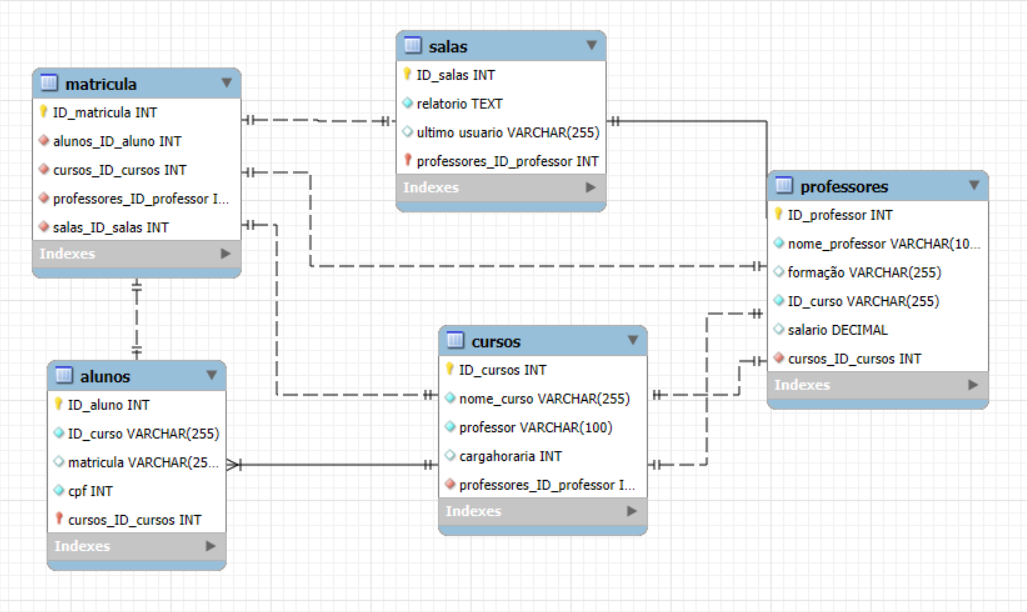 salas
ID_salas INT
relatorio TEXT
ultimo usuario VARCHAR(255)
professores_ID_professor INT
Indexes
matricula
ID_matricula INT
alunos_ID_aluno INT
cursos_ID_cursos INT
professores_ID_professor I...
salas_ID_salas INT
Indexes
professores
ID_professor INT
nome_professor VARCHAR(10...
formação VARCHAR(255)
ID_curso VARCHAR(255)
salario DECIMAL
cursos_ID_cursos INT
Indexes
cursos
ID_cursos INT
nome_curso VARCHAR(255)
professor VARCHAR(100)
cargahoraria INT
professores_ID_professor I...
Indexes
alunos
ID_aluno INT
ID_curso VARCHAR(255)
matricula VARCHAR(25...
cpf INT
cursos_ID_cursos INT
Indexes